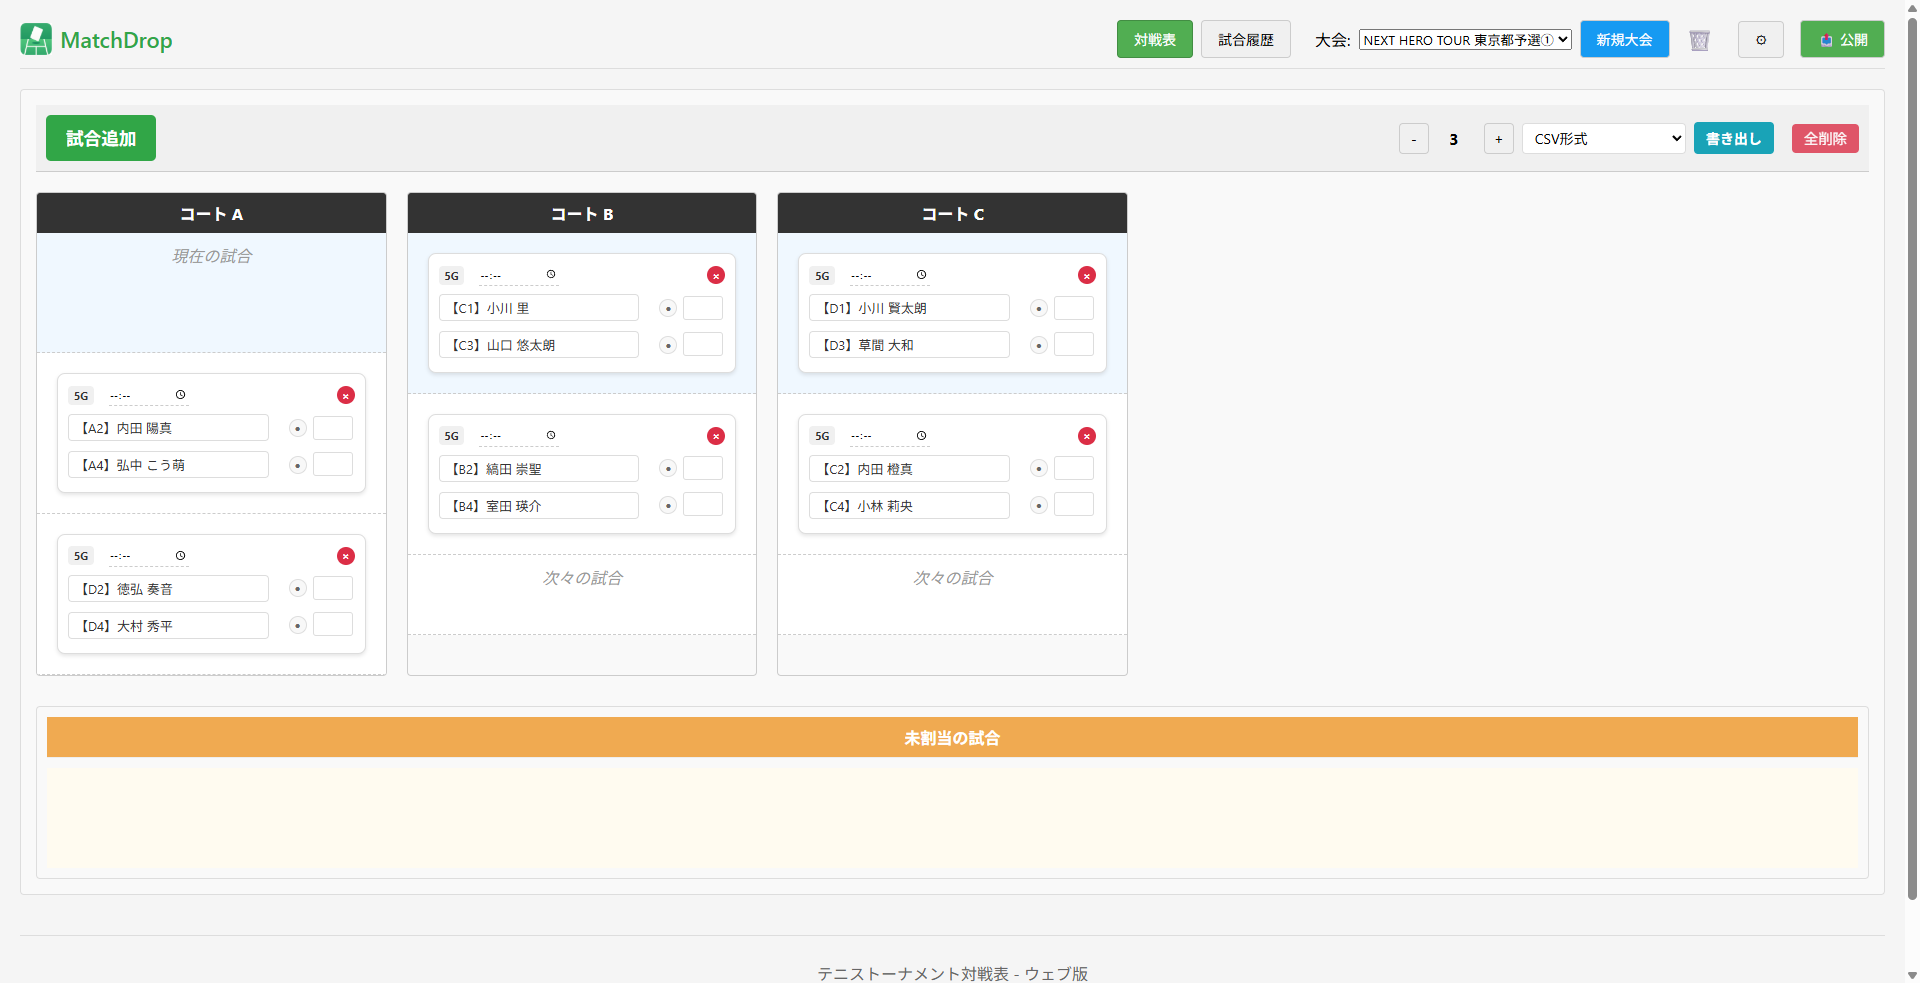 MatchDrop
対戦表
試合履歴
大会:
NEXT HERO TOUR 東京都予選①
新規大会
公開
試合追加
-
3
+
CSV形式
書き出し
全削除
コート A
現在の試合
5G
--:--
【A2】内田 陽真
【A4】弘中 こう萌
5G
--:--
【D2】徳弘 奏音
【D4】大村 秀平
コート B
5G
--:--
【C1】小川 里
【C3】山口 悠太朗
5G
--:--
【B2】縞田 崇聖
【B4】室田 瑛介
次々の試合
コート C
5G
--:--
【D1】小川 賢太朗
【D3】草間 大和
5G
--:--
【C2】内田 橙真
【C4】小林 莉央
次々の試合
未割当の試合
テニストーナメント対戦表 - ウェブ版